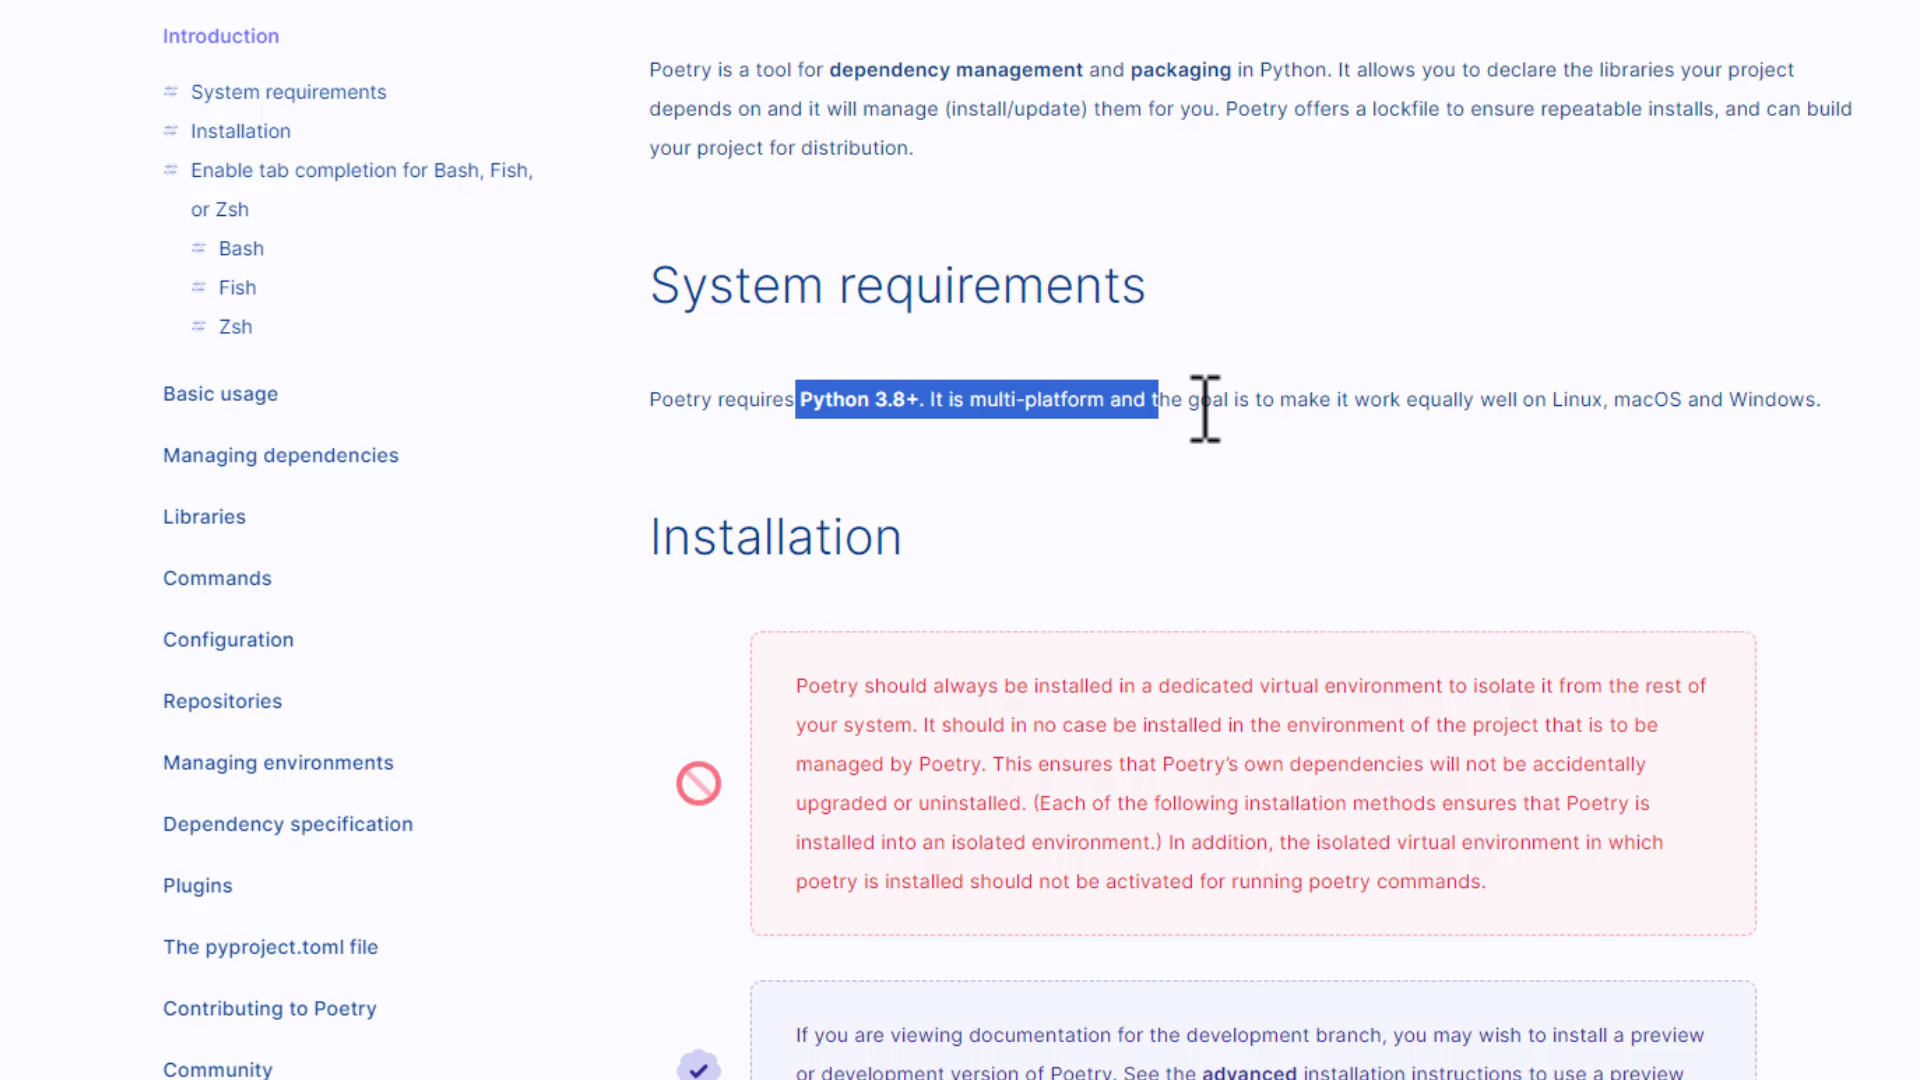 Introduction
System requirements
Installation
Enable tab completion for Bash, Fish,
or Zsh
Bash
Fish
Zsh
Basic usage
Managing dependencies
Libraries
Commands
Configuration
Repositories
Managing environments
Dependency specification
Plugins
The pyproject.toml file
Contributing to Poetry
Community
Poetry is a tool for dependency management and packaging in Python. It allows you to declare the libraries your project
depends on and it will manage (install/update) them for you. Poetry offers a lockfile to ensure repeatable installs, and can build
your project for distribution.
System requirements
Poetry requires Python 3.8+. It is multi-platform and the goal is to make it work equally well on Linux, macOS and Windows.
Installation
Poetry should always be installed in a dedicated virtual environment to isolate it from the rest of
your system. It should in no case be installed in the environment of the project that is to be
managed by Poetry. This ensures that Poetry’s own dependencies will not be accidentally
upgraded or uninstalled. (Each of the following installation methods ensures that Poetry is
installed into an isolated environment.) In addition, the isolated virtual environment in which
poetry is installed should not be activated for running poetry commands.
If you are viewing documentation for the development branch, you may wish to install a preview
or development version of Poetry. See the advanced installation instructions to use a preview